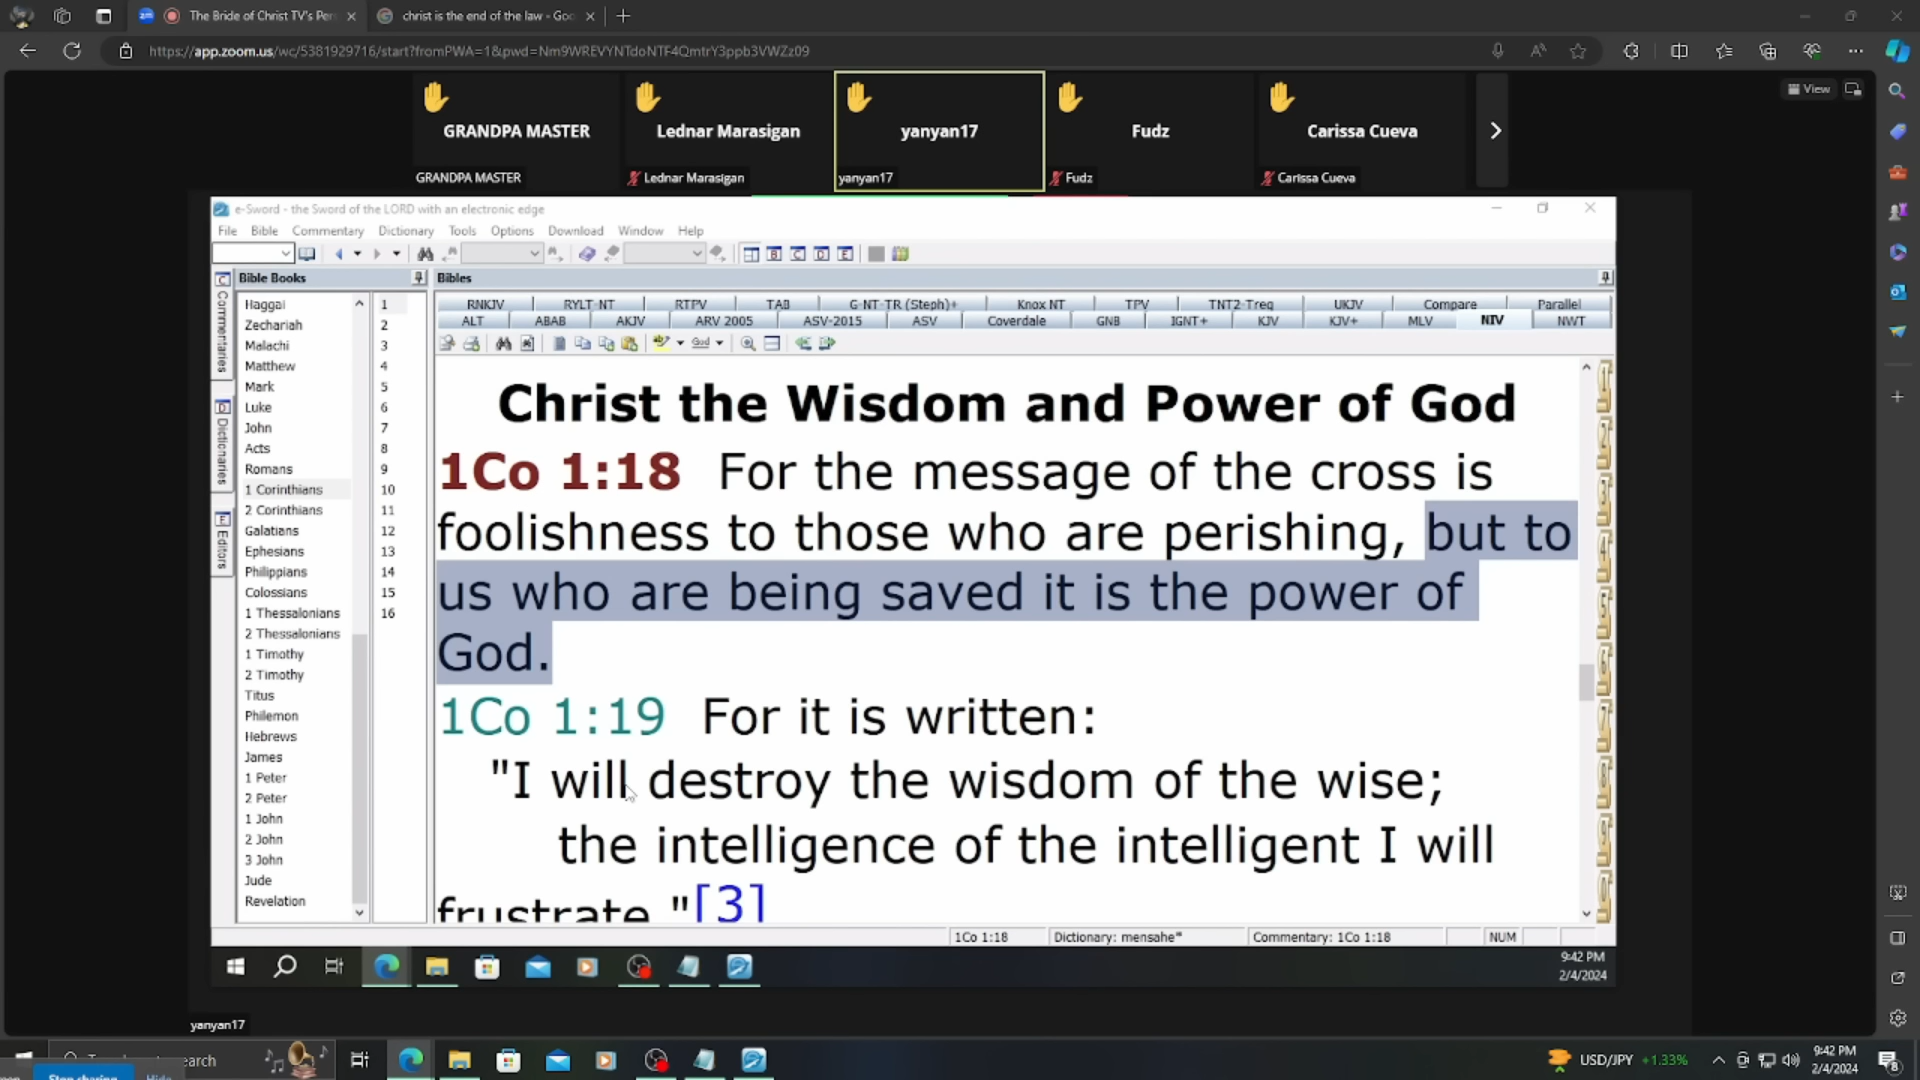 The Bride of Christ TV's Per
christ is the end of the law - Goo
https://app.zoom.us/wc/5381929716/start?fromPWA=1&pwd=Nm9WREVYNTdoNTF4QmtrY3ppb3VWZz09
View
GRANDPA MASTER
Lednar Marasigan
yanyan17
Fudz
Carissa Cueva
GRANDPA MASTER
Lednar Marasigan
yanyan17
Fudz
Carissa Cueva
e-Sword - the Sword of the LORD with an electronic edge
File Bible Commentary Dictionary Tools Options Download Window Help
Bible Books
Bibles
Commentaries
Dictionaries
Editors
Haggai
Zechariah
Malachi
Matthew
Mark
Luke
John
Acts
Romans
1 Corinthians
2 Corinthians
Galatians
Ephesians
Philippians
Colossians
1 Thessalonians
2 Thessalonians
1 Timothy
2 Timothy
Titus
Philemon
Hebrews
James
1 Peter
2 Peter
1 John
2 John
3 John
Jude
Revelation
1
2
3
4
5
6
7
8
9
10
11
12
13
14
15
16
RNKJV RYLT-NT RTPV TAB G-NT-TR (Steph)+ Knox NT TPV TNT2-Treq UKJV Compare Parallel
ALT ABAB AKJV ARV 2005 ASV-2015 ASV Coverdale GNB IGNT+ KJV KJV+ MLV NIV NWT
Christ the Wisdom and Power of God
1Co 1:18 For the message of the cross is
foolishness to those who are perishing, but to
us who are being saved it is the power of
God.
1Co 1:19 For it is written:
"I will destroy the wisdom of the wise;
the intelligence of the intelligent I will
frustrate."[3]
1Co 1:18 Dictionary: mensahe* Commentary: 1Co 1:18 NUM
9:42 PM
2/4/2024
yanyan17
search
USD/JPY +1.33%
9:42 PM
2/4/2024
8
Stop sharing Hide